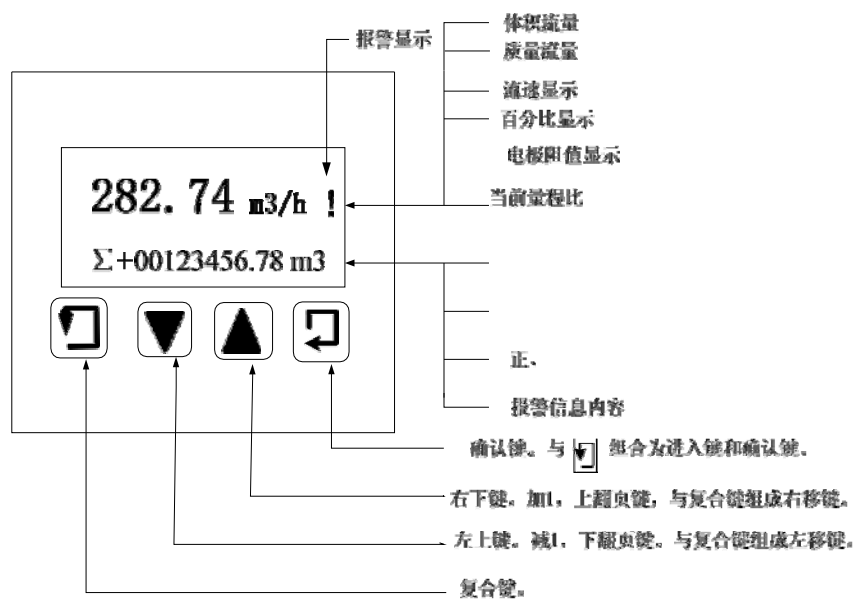 体积流量
报警显示
质量流量
流速显示
百分比显示
电极阻值显示
282.74 m3/h !
当前量程比
Σ+00123456.78 m3
正、
报警信息内容
确认键。与 组合为进入键和确认键、
右下键。加1，上翻页键，与复合键组成右移键。
左上键。减1，下翻页键。与复合键组成左移键。
复合键。